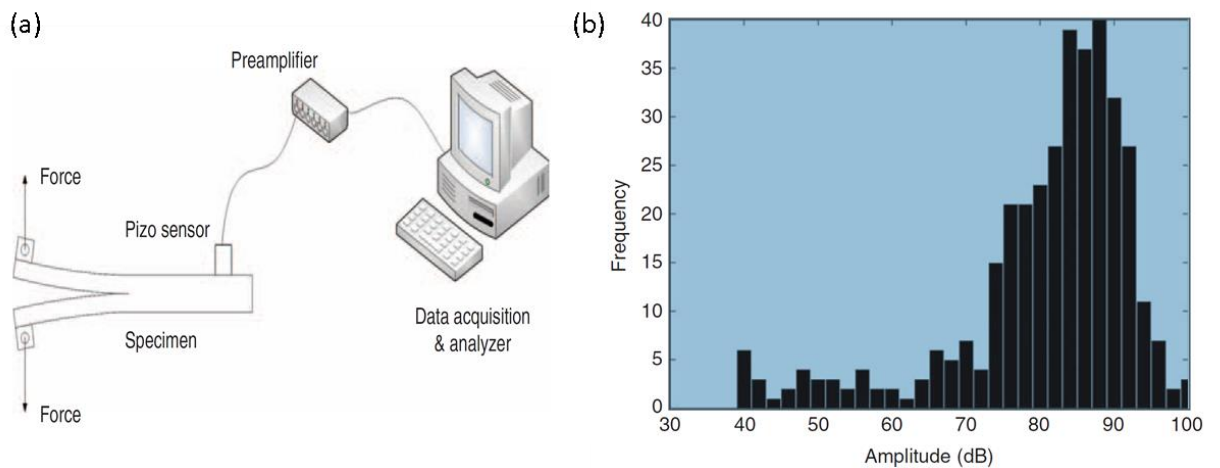 (a)
Preamplifier
Force
Pizo sensor
Specimen
Data acquisition
& analyzer
Force
(b)
Frequency
40
35
30
25
20
15
10
5
0
30 40 50 60 70 80 90 100
Amplitude (dB)